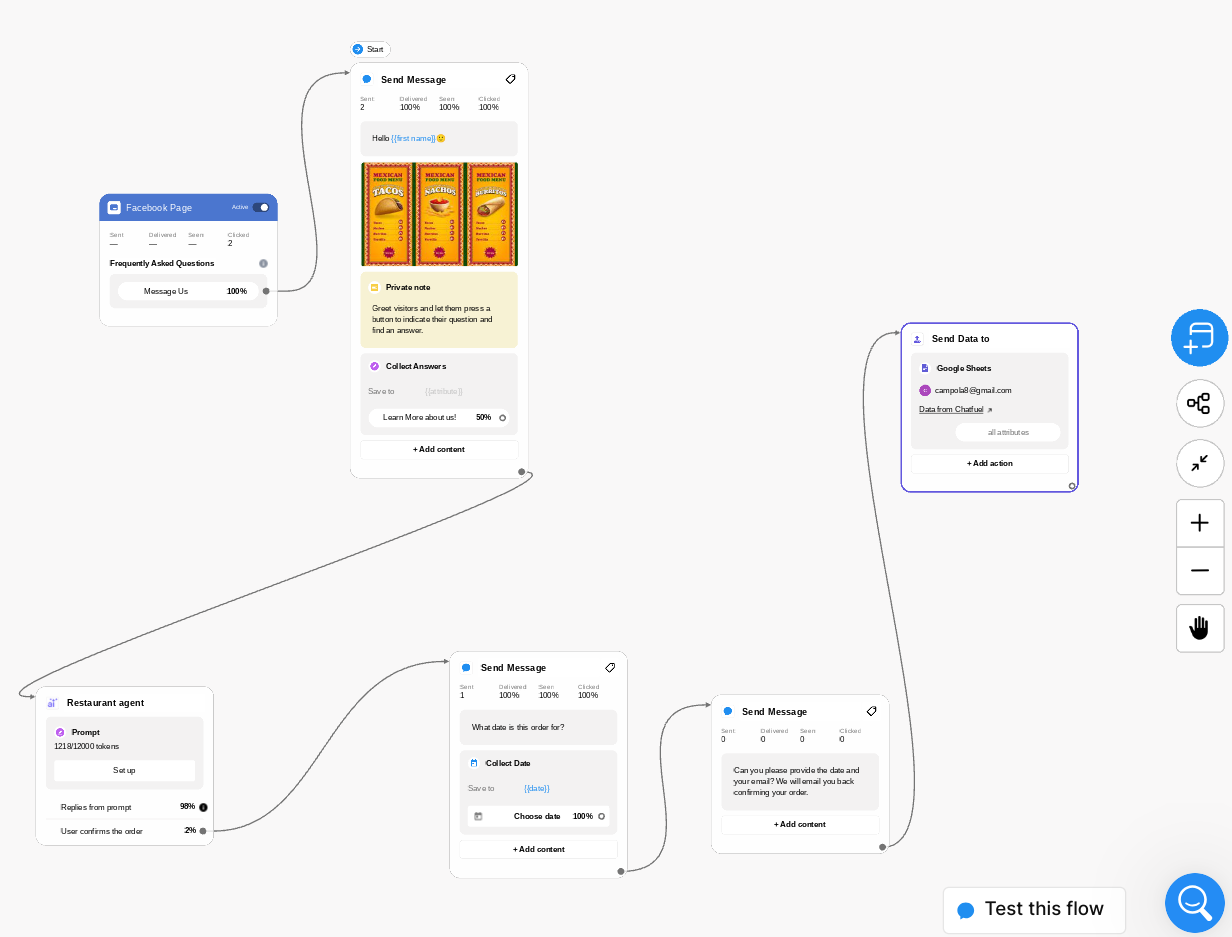 Start
Send Message
Sent Delivered Seen Clicked
2 100% 100% 100%
Hello {{first name}}🙂
MEXICAN MEXICAN MEXICAN
FOOD MENU FOOD MENU FOOD MENU
TACOS NACHOS BURRITOS
Private note
Greet visitors and let them press a
button to indicate their question and
find an answer.
Collect Answers
Save to {{attribute}}
Learn More about us! 50%
+ Add content
Facebook Page Active
Sent Delivered Seen Clicked
— — — 2
Frequently Asked Questions
Message Us 100%
Restaurant agent
Prompt
1218/12000 tokens
Set up
Replies from prompt 98%
User confirms the order 2%
Send Message
Sent Delivered Seen Clicked
1 100% 100% 100%
What date is this order for?
Collect Date
Save to {{date}}
Choose date 100%
+ Add content
Send Message
Sent Delivered Seen Clicked
0 0 0 0
Can you please provide the date and
your email? We will email you back
confirming your order.
+ Add content
Send Data to
Google Sheets
campola8@gmail.com
Data from Chatfuel
all attributes
+ Add action
Test this flow